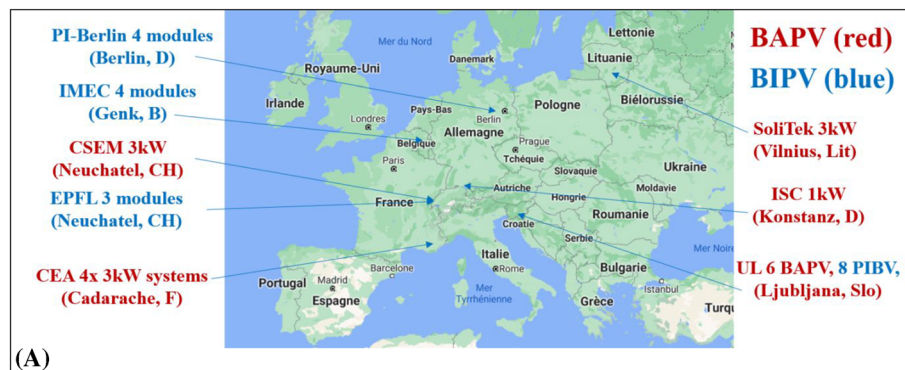 PI-Berlin 4 modules
(Berlin, D)
IMEC 4 modules
(Genk, B)
CSEM 3kW
(Neuchatel, CH)
EPFL 3 modules
(Neuchatel, CH)
CEA 4x 3kW systems
(Cadarache, F)
(A)
Mer du Nord
Royaume-Uni
Irlande
Londres
Pays-Bas
Belgique
Paris
France
Danemark
Lettonie
Lituanie
Biélorussie
Berlin
Pologne
Allemagne
Prague
Tchéquie
Ukraine
Slovaquie
Autriche
Hongrie
Moldavie
Roumanie
Croatie
Serbie
Italie
Rome
Bulgarie
Mer Noire
Barcelone
Madrid
Portugal
Espagne
Mer
Tyrrhénienne
Grèce
Istanbul
Turqu
BAPV (red)
BIPV (blue)
SoliTek 3kW
(Vilnius, Lit)
ISC 1kW
(Konstanz, D)
UL 6 BAPV, 8 PIBV,
(Ljubljana, Slo)